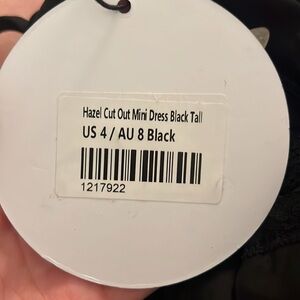 Hazel Cut Out Mini Dress Black Tall
US 4 / AU 8 Black
1217922